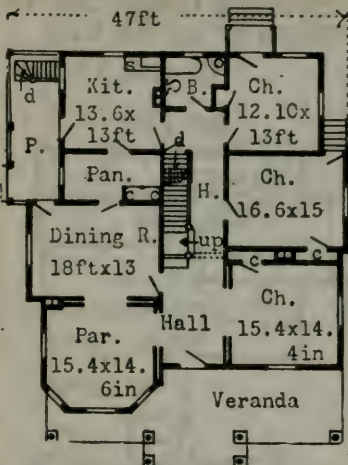 47ft
Kit.
13.6x
13ft
S
B.
Ch.
12.10x
13ft
d
P.
d
Pan.
H.
Ch.
16.6x15
Dining R.
18ftx13
up
c
c
Hall
Ch.
15.4x14.
4in
Par.
15.4x14.
6in
Veranda